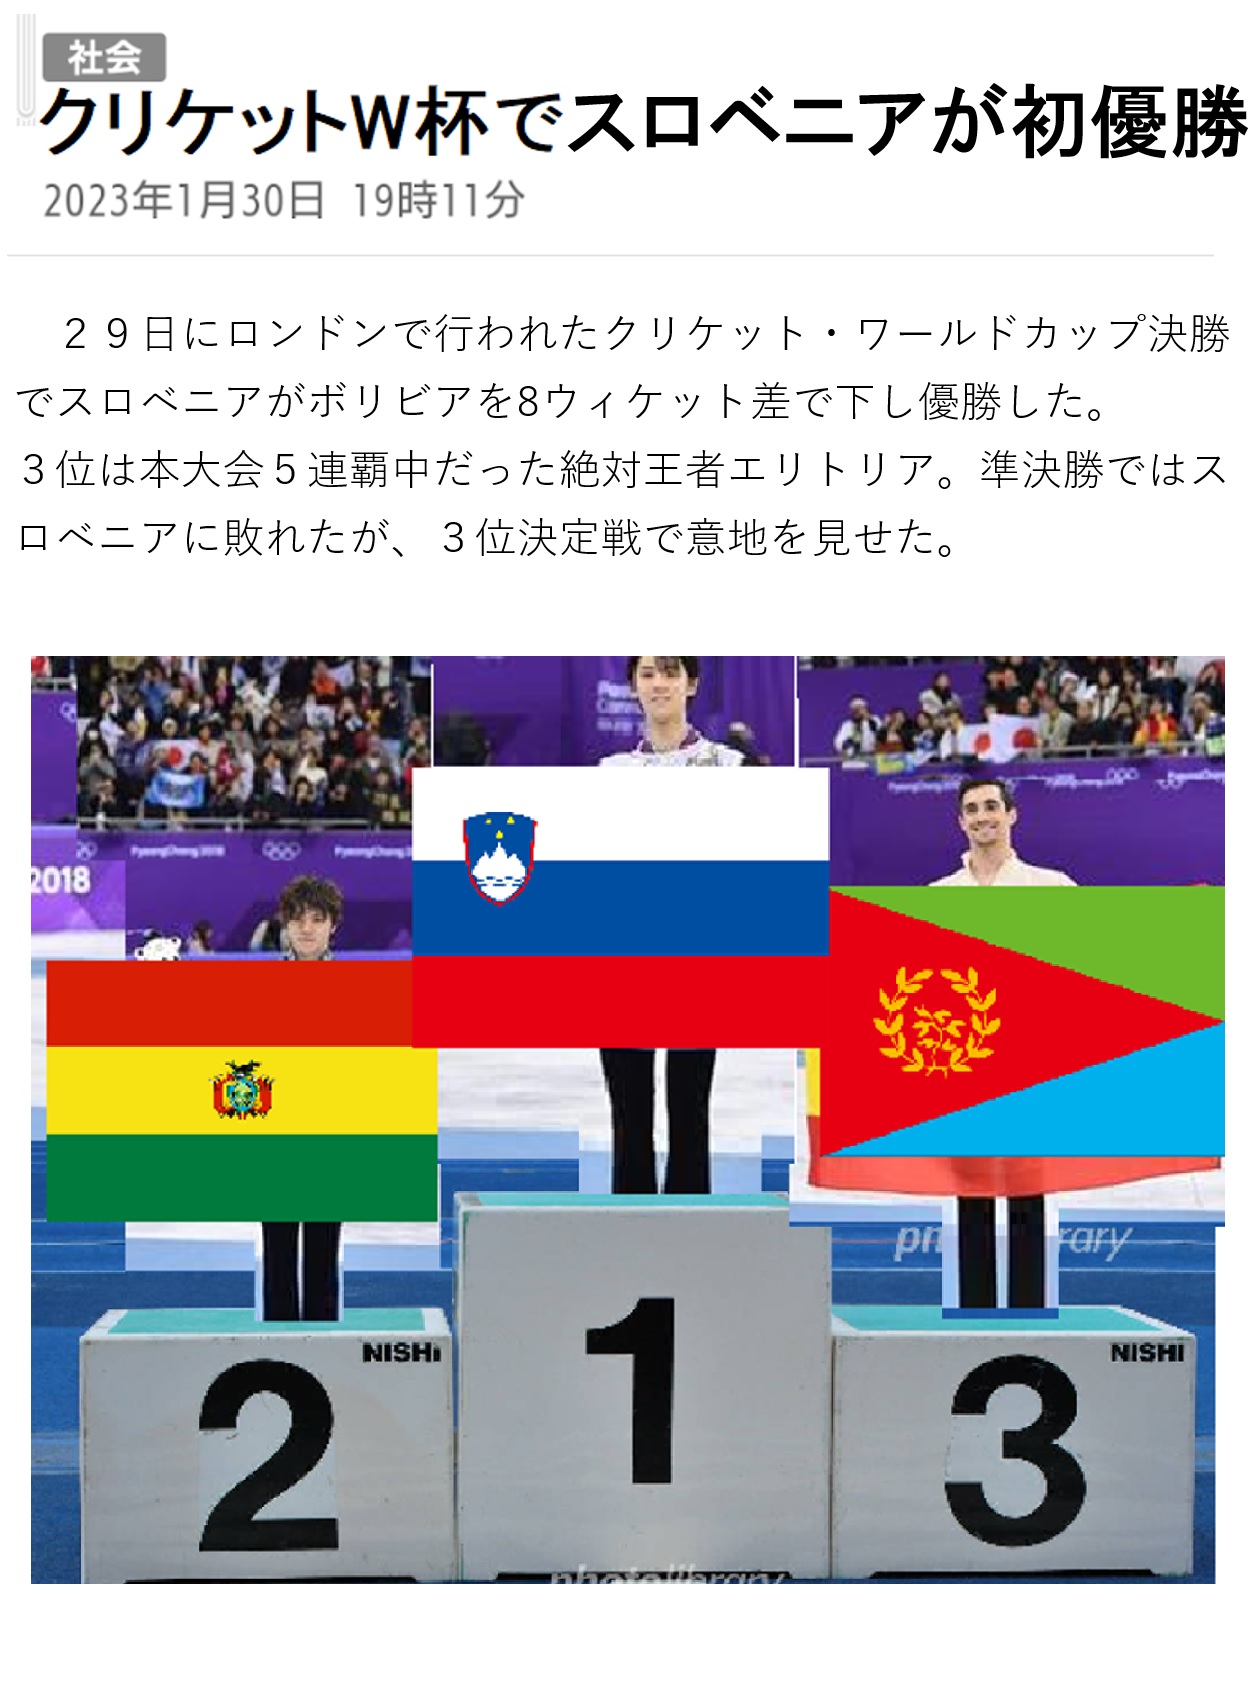 社会
クリケットW杯でスロベニアが初優勝
2023年1月30日 19時11分
２９日にロンドンで行われたクリケット・ワールドカップ決勝
でスロベニアがボリビアを8ウィケット差で下し優勝した。
３位は本大会５連覇中だった絶対王者エリトリア。準決勝ではス
ロベニアに敗れたが、３位決定戦で意地を見せた。
PyeongChang 2018
PyeongChang
2018
NISHI
2
1
NISHI
3
photolibrary